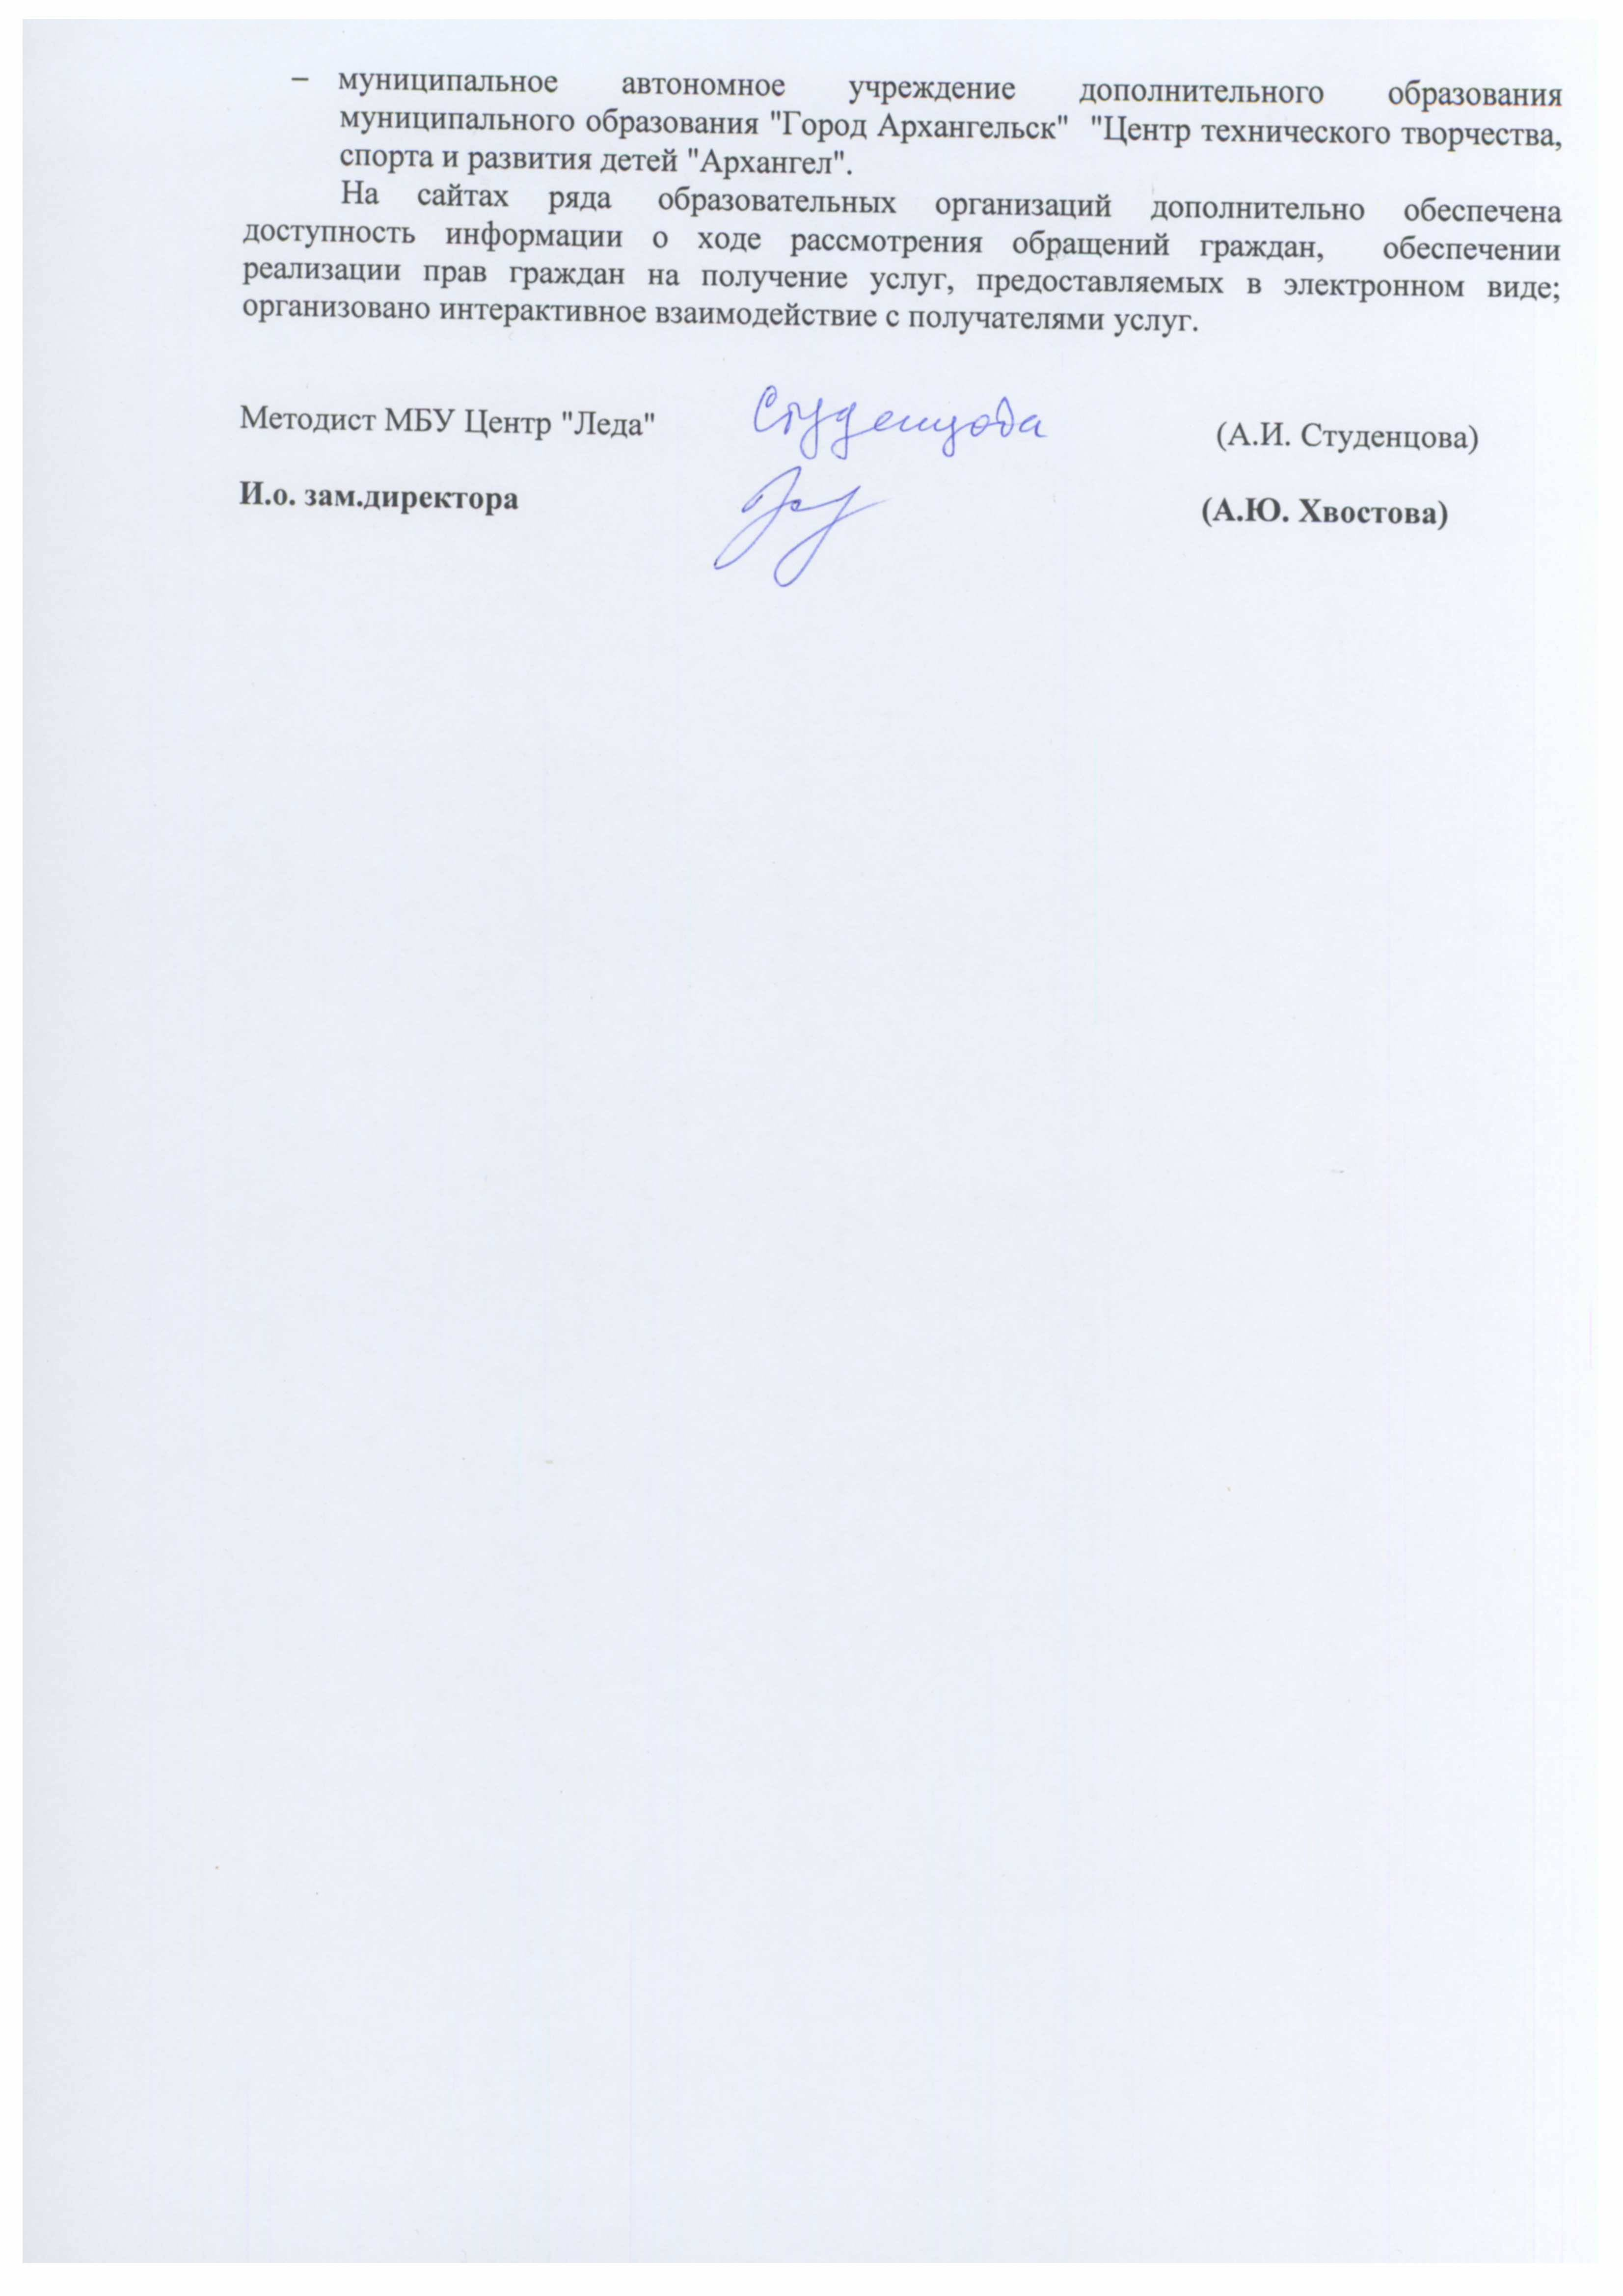 – муниципальное автономное учреждение дополнительного образования
муниципального образования "Город Архангельск" "Центр технического творчества,
спорта и развития детей "Архангел".
На сайтах ряда образовательных организаций дополнительно обеспечена
доступность информации о ходе рассмотрения обращений граждан, обеспечении
реализации прав граждан на получение услуг, предоставляемых в электронном виде;
организовано интерактивное взаимодействие с получателями услуг.
Методист МБУ Центр "Леда" Студенцова (А.И. Студенцова)
И.о. зам.директора (А.Ю. Хвостова)